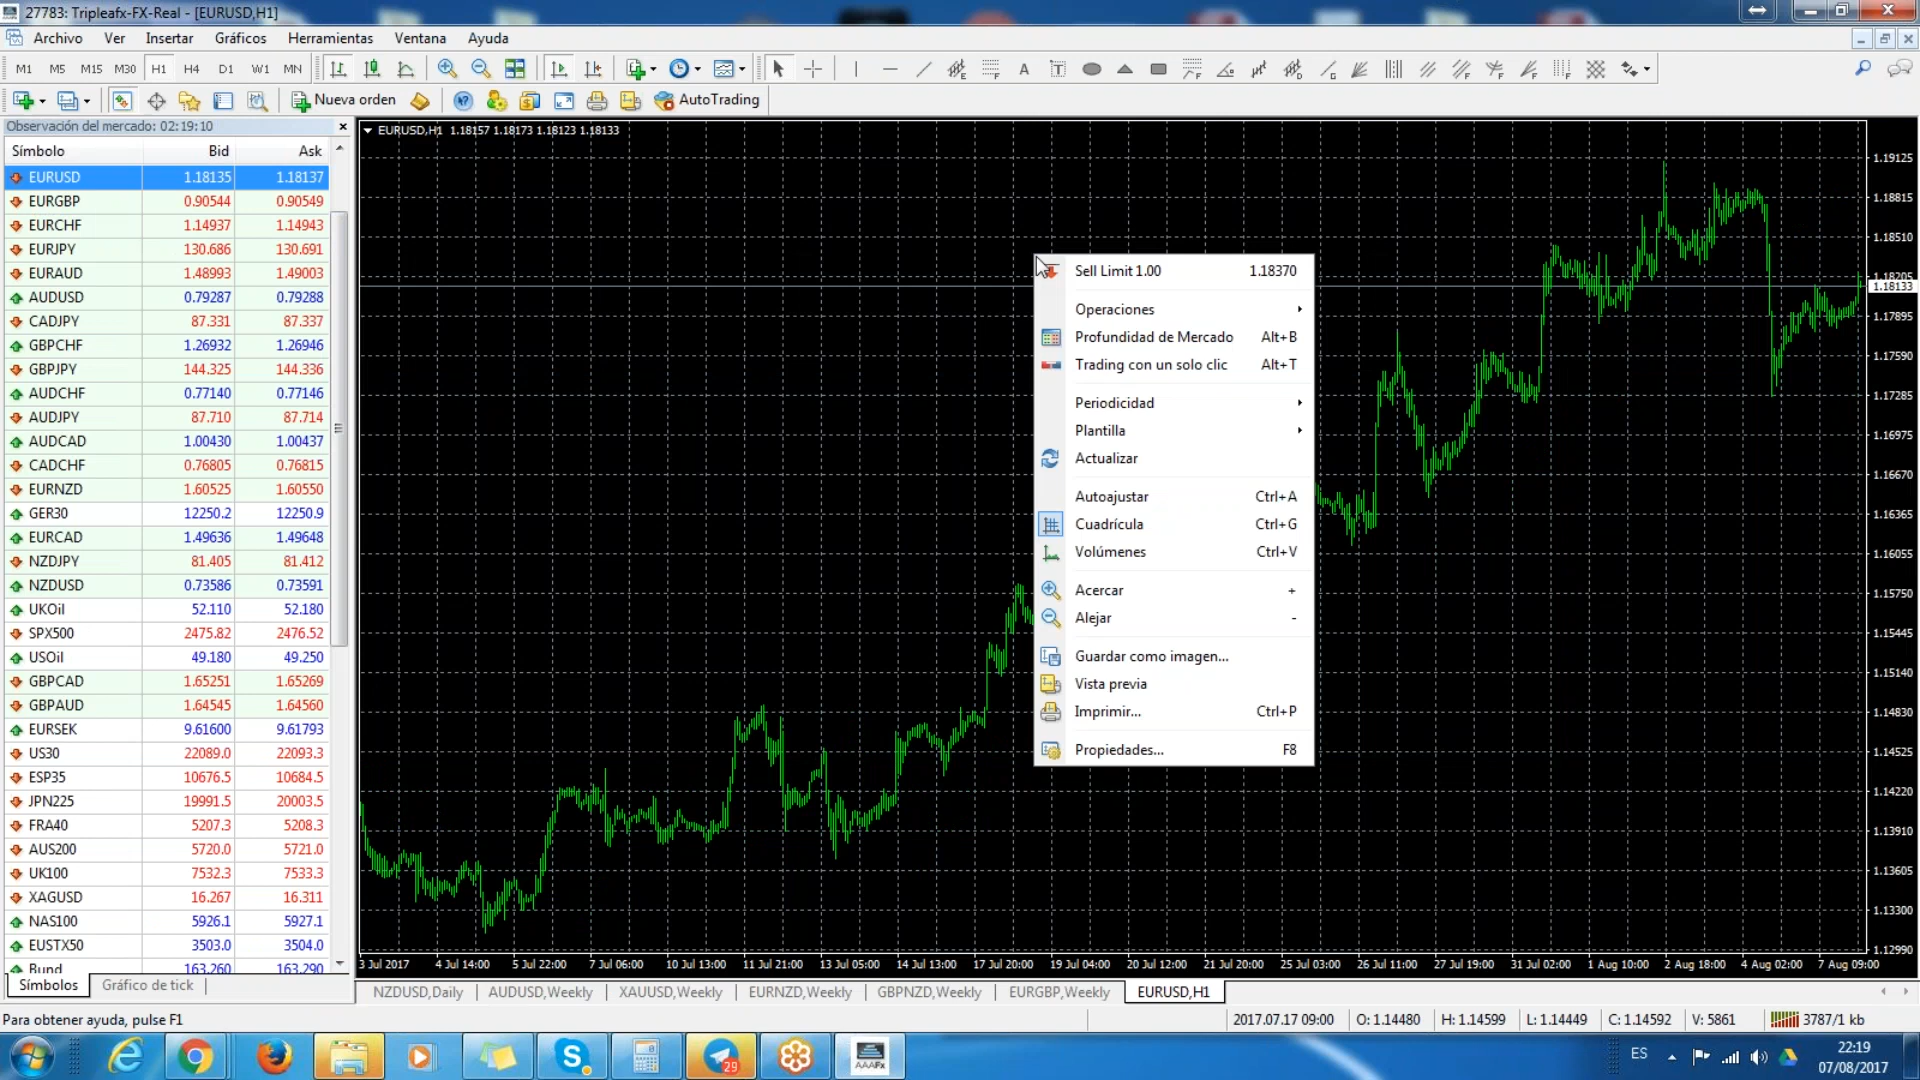 27783: Tripleafx-FX-Real - [EURUSD,H1]
Archivo Ver Insertar Gráficos Herramientas Ventana Ayuda
M1 M5 M15 M30 H1 H4 D1 W1 MN A T
Nueva orden AutoTrading
Observación del mercado: 02:19:10
Símbolo Bid Ask
EURUSD 1.18135 1.18137
EURGBP 0.90544 0.90549
EURCHF 1.14937 1.14943
EURJPY 130.686 130.691
EURAUD 1.48993 1.49003
AUDUSD 0.79287 0.79288
CADJPY 87.331 87.337
GBPCHF 1.26932 1.26946
GBPJPY 144.325 144.336
AUDCHF 0.77140 0.77146
AUDJPY 87.710 87.714
AUDCAD 1.00430 1.00437
CADCHF 0.76805 0.76815
EURNZD 1.60525 1.60550
GER30 12250.2 12250.9
EURCAD 1.49636 1.49648
NZDJPY 81.405 81.412
NZDUSD 0.73586 0.73591
UKOil 52.110 52.180
SPX500 2475.82 2476.52
USOil 49.180 49.250
GBPCAD 1.65251 1.65269
GBPAUD 1.64545 1.64560
EURSEK 9.61600 9.61793
US30 22089.0 22093.3
ESP35 10676.5 10684.5
JPN225 19991.5 20003.5
FRA40 5207.3 5208.3
AUS200 5720.0 5721.0
UK100 7532.3 7533.3
XAGUSD 16.267 16.311
NAS100 5926.1 5927.1
EUSTX50 3503.0 3504.0
Bund 163.260 163.290
Símbolos Gráfico de tick
EURUSD,H1 1.18157 1.18173 1.18123 1.18133
Sell Limit 1.00 1.18370
Operaciones
Profundidad de Mercado Alt+B
Trading con un solo clic Alt+T
Periodicidad
Plantilla
Actualizar
Autoajustar Ctrl+A
Cuadrícula Ctrl+G
Volúmenes Ctrl+V
Acercar +
Alejar -
Guardar como imagen...
Vista previa
Imprimir... Ctrl+P
Propiedades... F8
1.19125
1.18815
1.18510
1.18205
1.18133
1.17895
1.17590
1.17285
1.16975
1.16670
1.16365
1.16055
1.15750
1.15445
1.15140
1.14830
1.14525
1.14220
1.13910
1.13605
1.13300
1.12990
3 Jul 2017 4 Jul 14:00 5 Jul 22:00 7 Jul 06:00 10 Jul 13:00 11 Jul 21:00 13 Jul 05:00 14 Jul 13:00 17 Jul 20:00 19 Jul 04:00 20 Jul 12:00 21 Jul 20:00 25 Jul 03:00 26 Jul 11:00 27 Jul 19:00 31 Jul 02:00 1 Aug 10:00 2 Aug 18:00 4 Aug 02:00 7 Aug 09:00
NZDUSD,Daily AUDUSD,Weekly XAUUSD,Weekly EURNZD,Weekly GBPNZD,Weekly EURGBP,Weekly EURUSD,H1
Para obtener ayuda, pulse F1 2017.07.17 09:00 O: 1.14480 H: 1.14599 L: 1.14449 C: 1.14592 V: 5861 3787/1 kb
29 AAAFx ES 22:19
07/08/2017